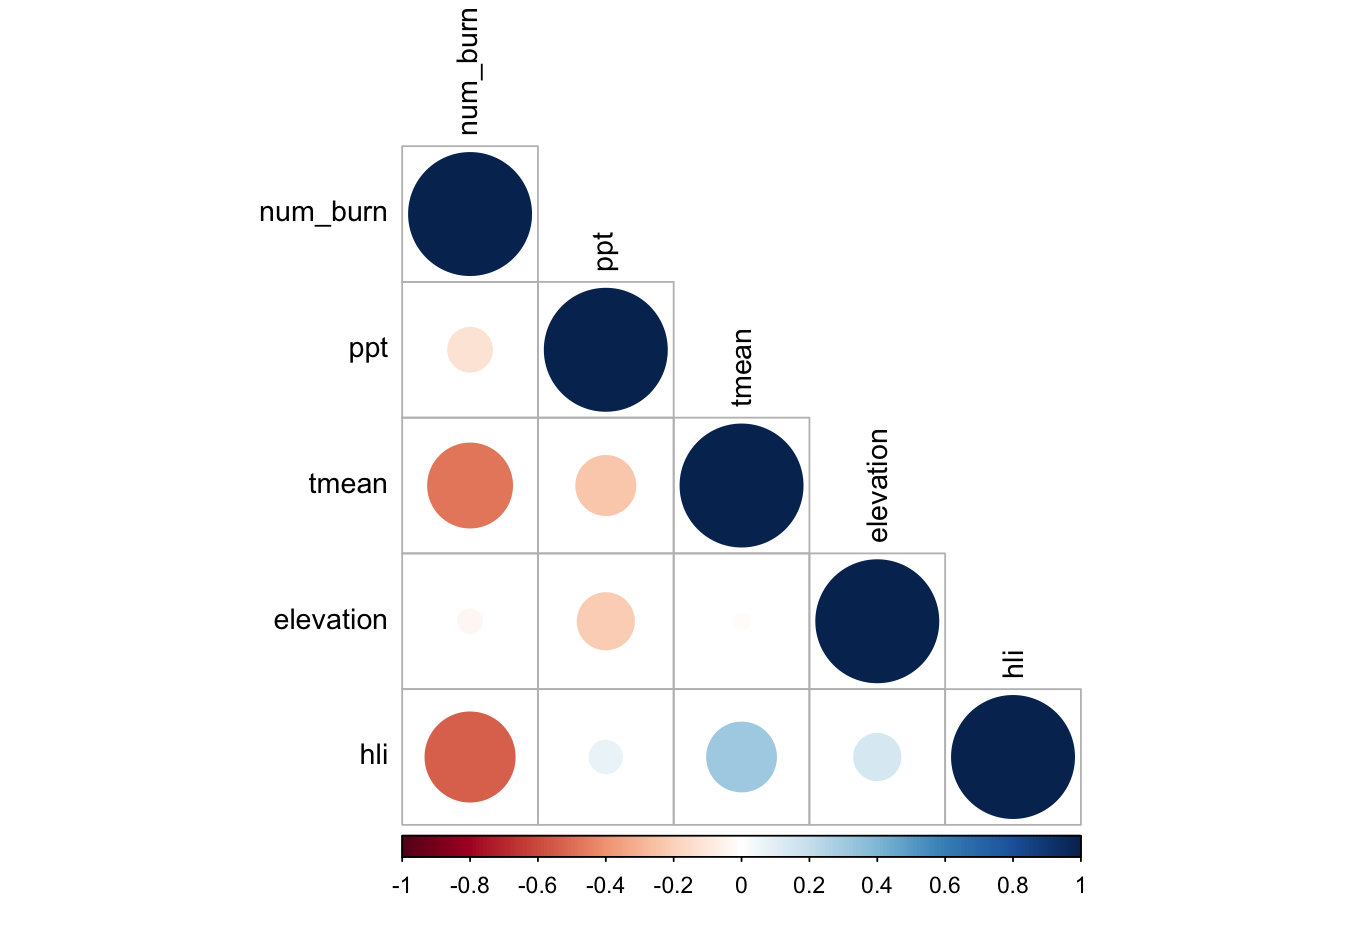 num_burn
num_burn
ppt
ppt
tmean
tmean
elevation
elevation
hli
hli
-1 -0.8 -0.6 -0.4 -0.2 0 0.2 0.4 0.6 0.8 1